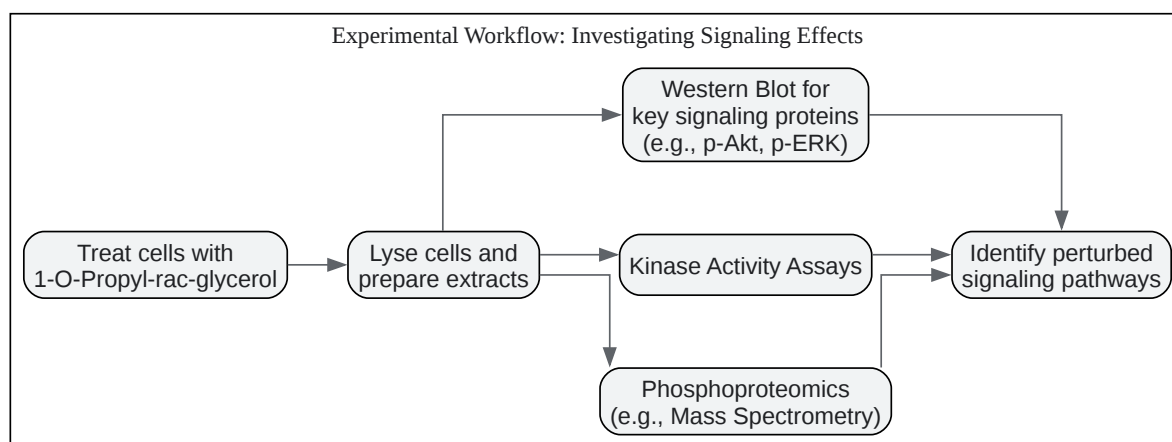 Experimental Workflow: Investigating Signaling Effects
Western Blot for
key signaling proteins
(e.g., p-Akt, p-ERK)
Treat cells with
1-O-Propyl-rac-glycerol
Lyse cells and
prepare extracts
Kinase Activity Assays
Identify perturbed
signaling pathways
Phosphoproteomics
(e.g., Mass Spectrometry)